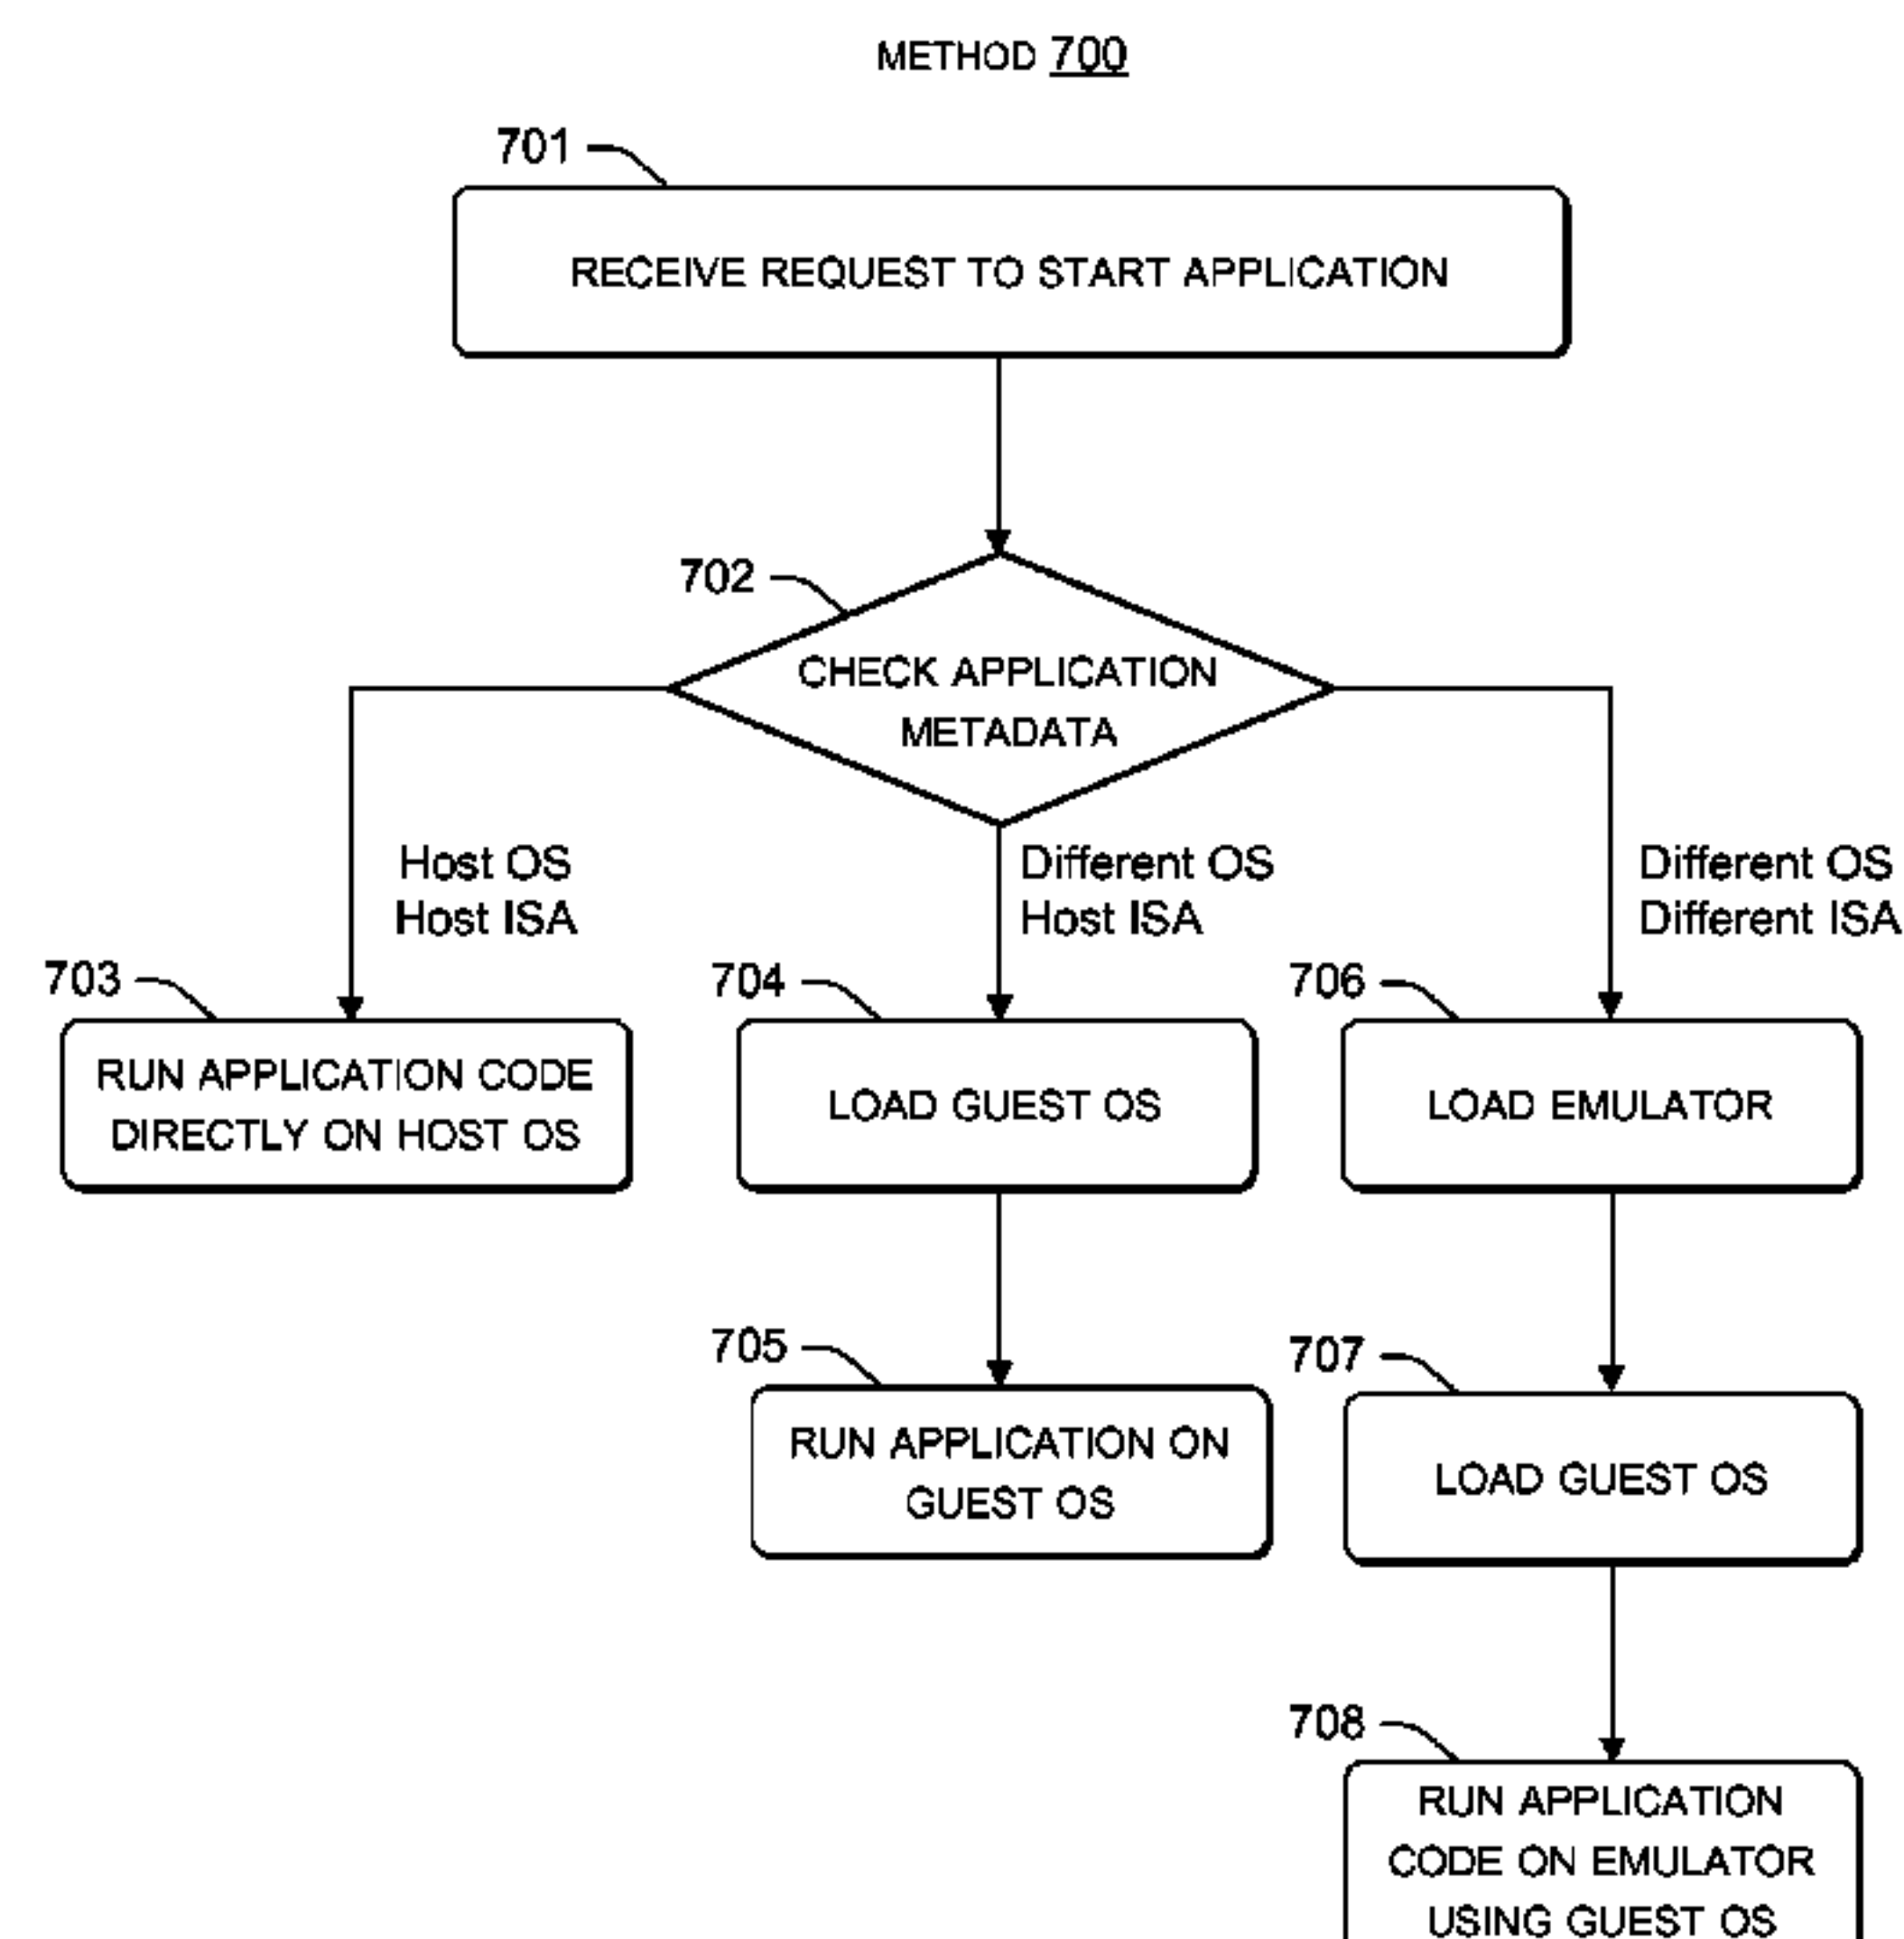 METHOD 700
701
RECEIVE REQUEST TO START APPLICATION
702
CHECK APPLICATION
METADATA
Host OS
Host ISA
Different OS
Host ISA
Different OS
Different ISA
703
RUN APPLICATION CODE
DIRECTLY ON HOST OS
704
LOAD GUEST OS
706
LOAD EMULATOR
705
RUN APPLICATION ON
GUEST OS
707
LOAD GUEST OS
708
RUN APPLICATION
CODE ON EMULATOR
USING GUEST OS